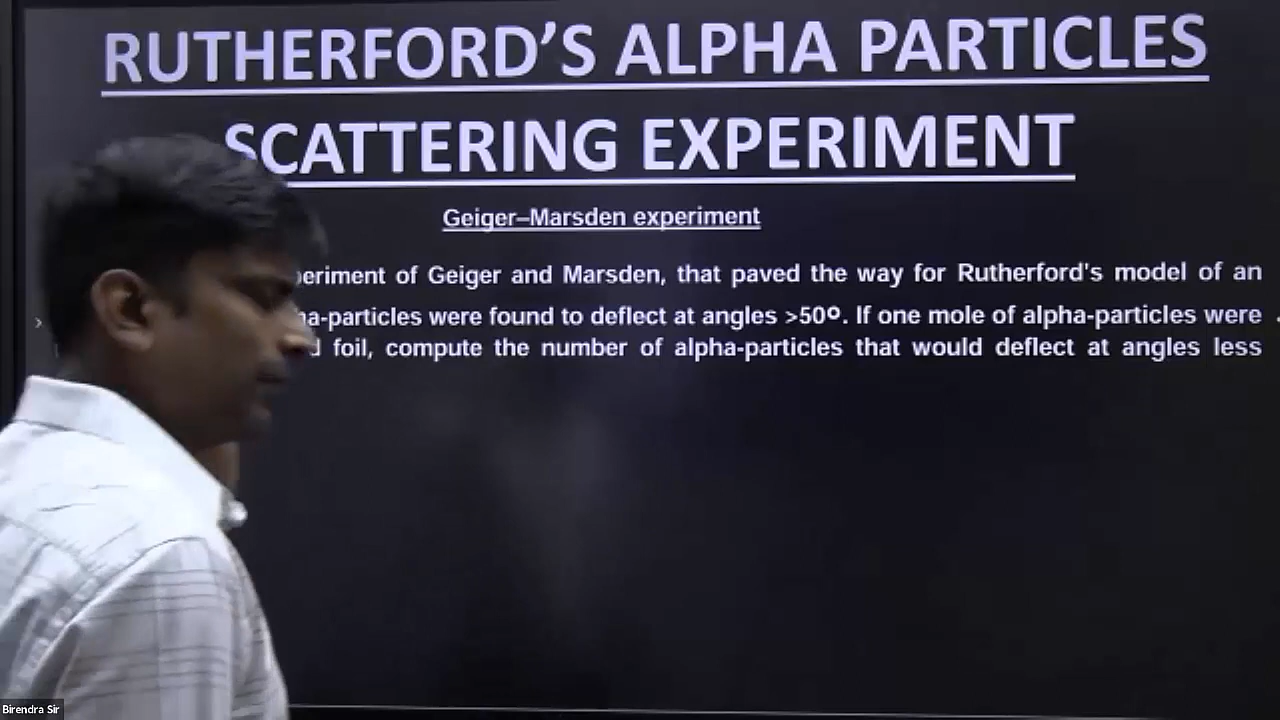 RUTHERFORD'S ALPHA PARTICLES
SCATTERING EXPERIMENT
Geiger–Marsden experiment
periment of Geiger and Marsden, that paved the way for Rutherford's model of an
ha-particles were found to deflect at angles >50º. If one mole of alpha-particles were
d foil, compute the number of alpha-particles that would deflect at angles less
Birendra Sir